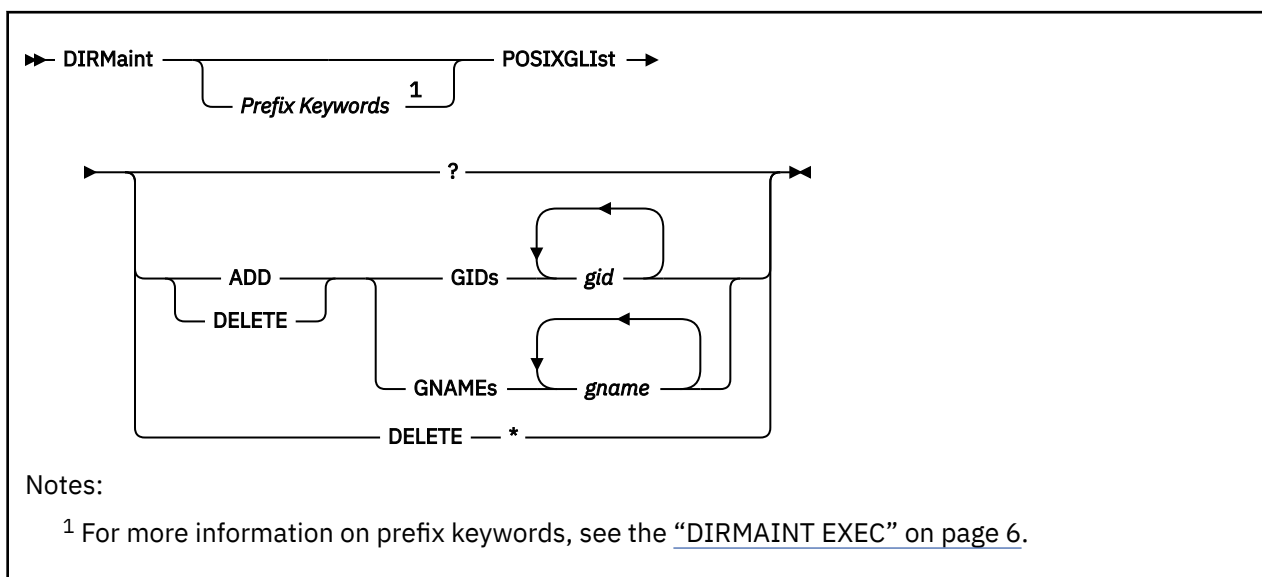 DIRMaint Prefix Keywords 1 POSIXGLIst
?
ADD
DELETE
GIDs gid
GNAMEs gname
DELETE *
Notes:
1 For more information on prefix keywords, see the “DIRMAINT EXEC” on page 6.